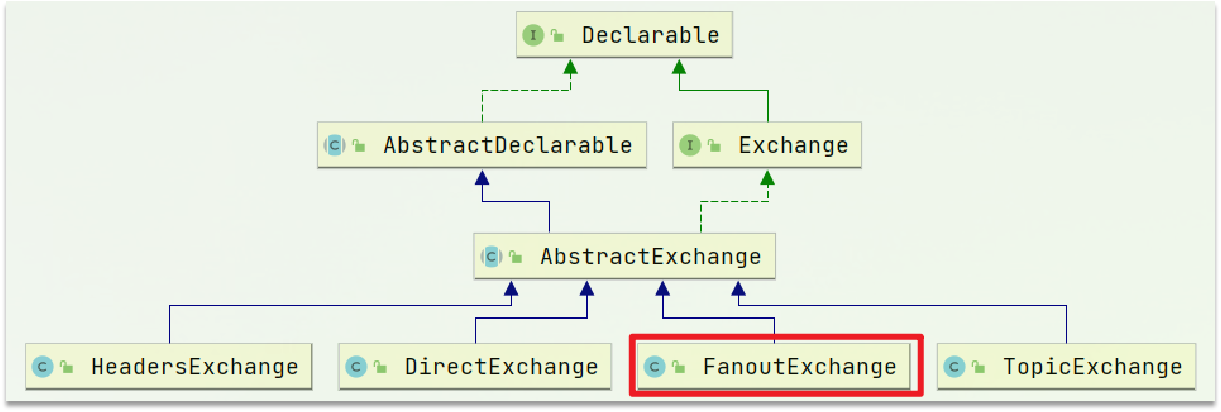 I Declarable
C AbstractDeclarable
I Exchange
C AbstractExchange
C HeadersExchange
C DirectExchange
C FanoutExchange
C TopicExchange